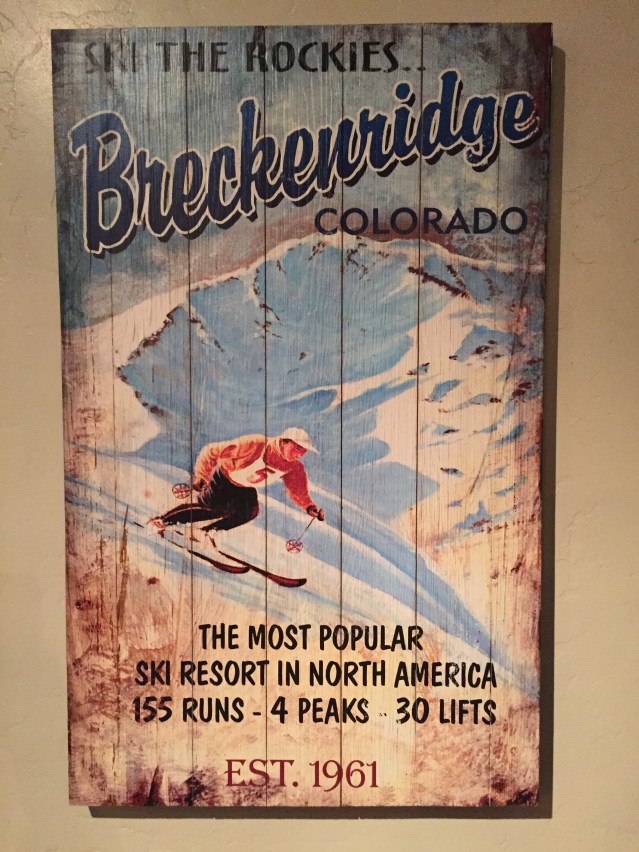 SKI THE ROCKIES..
Breckenridge
COLORADO
THE MOST POPULAR
SKI RESORT IN NORTH AMERICA
155 RUNS - 4 PEAKS - 30 LIFTS
EST. 1961